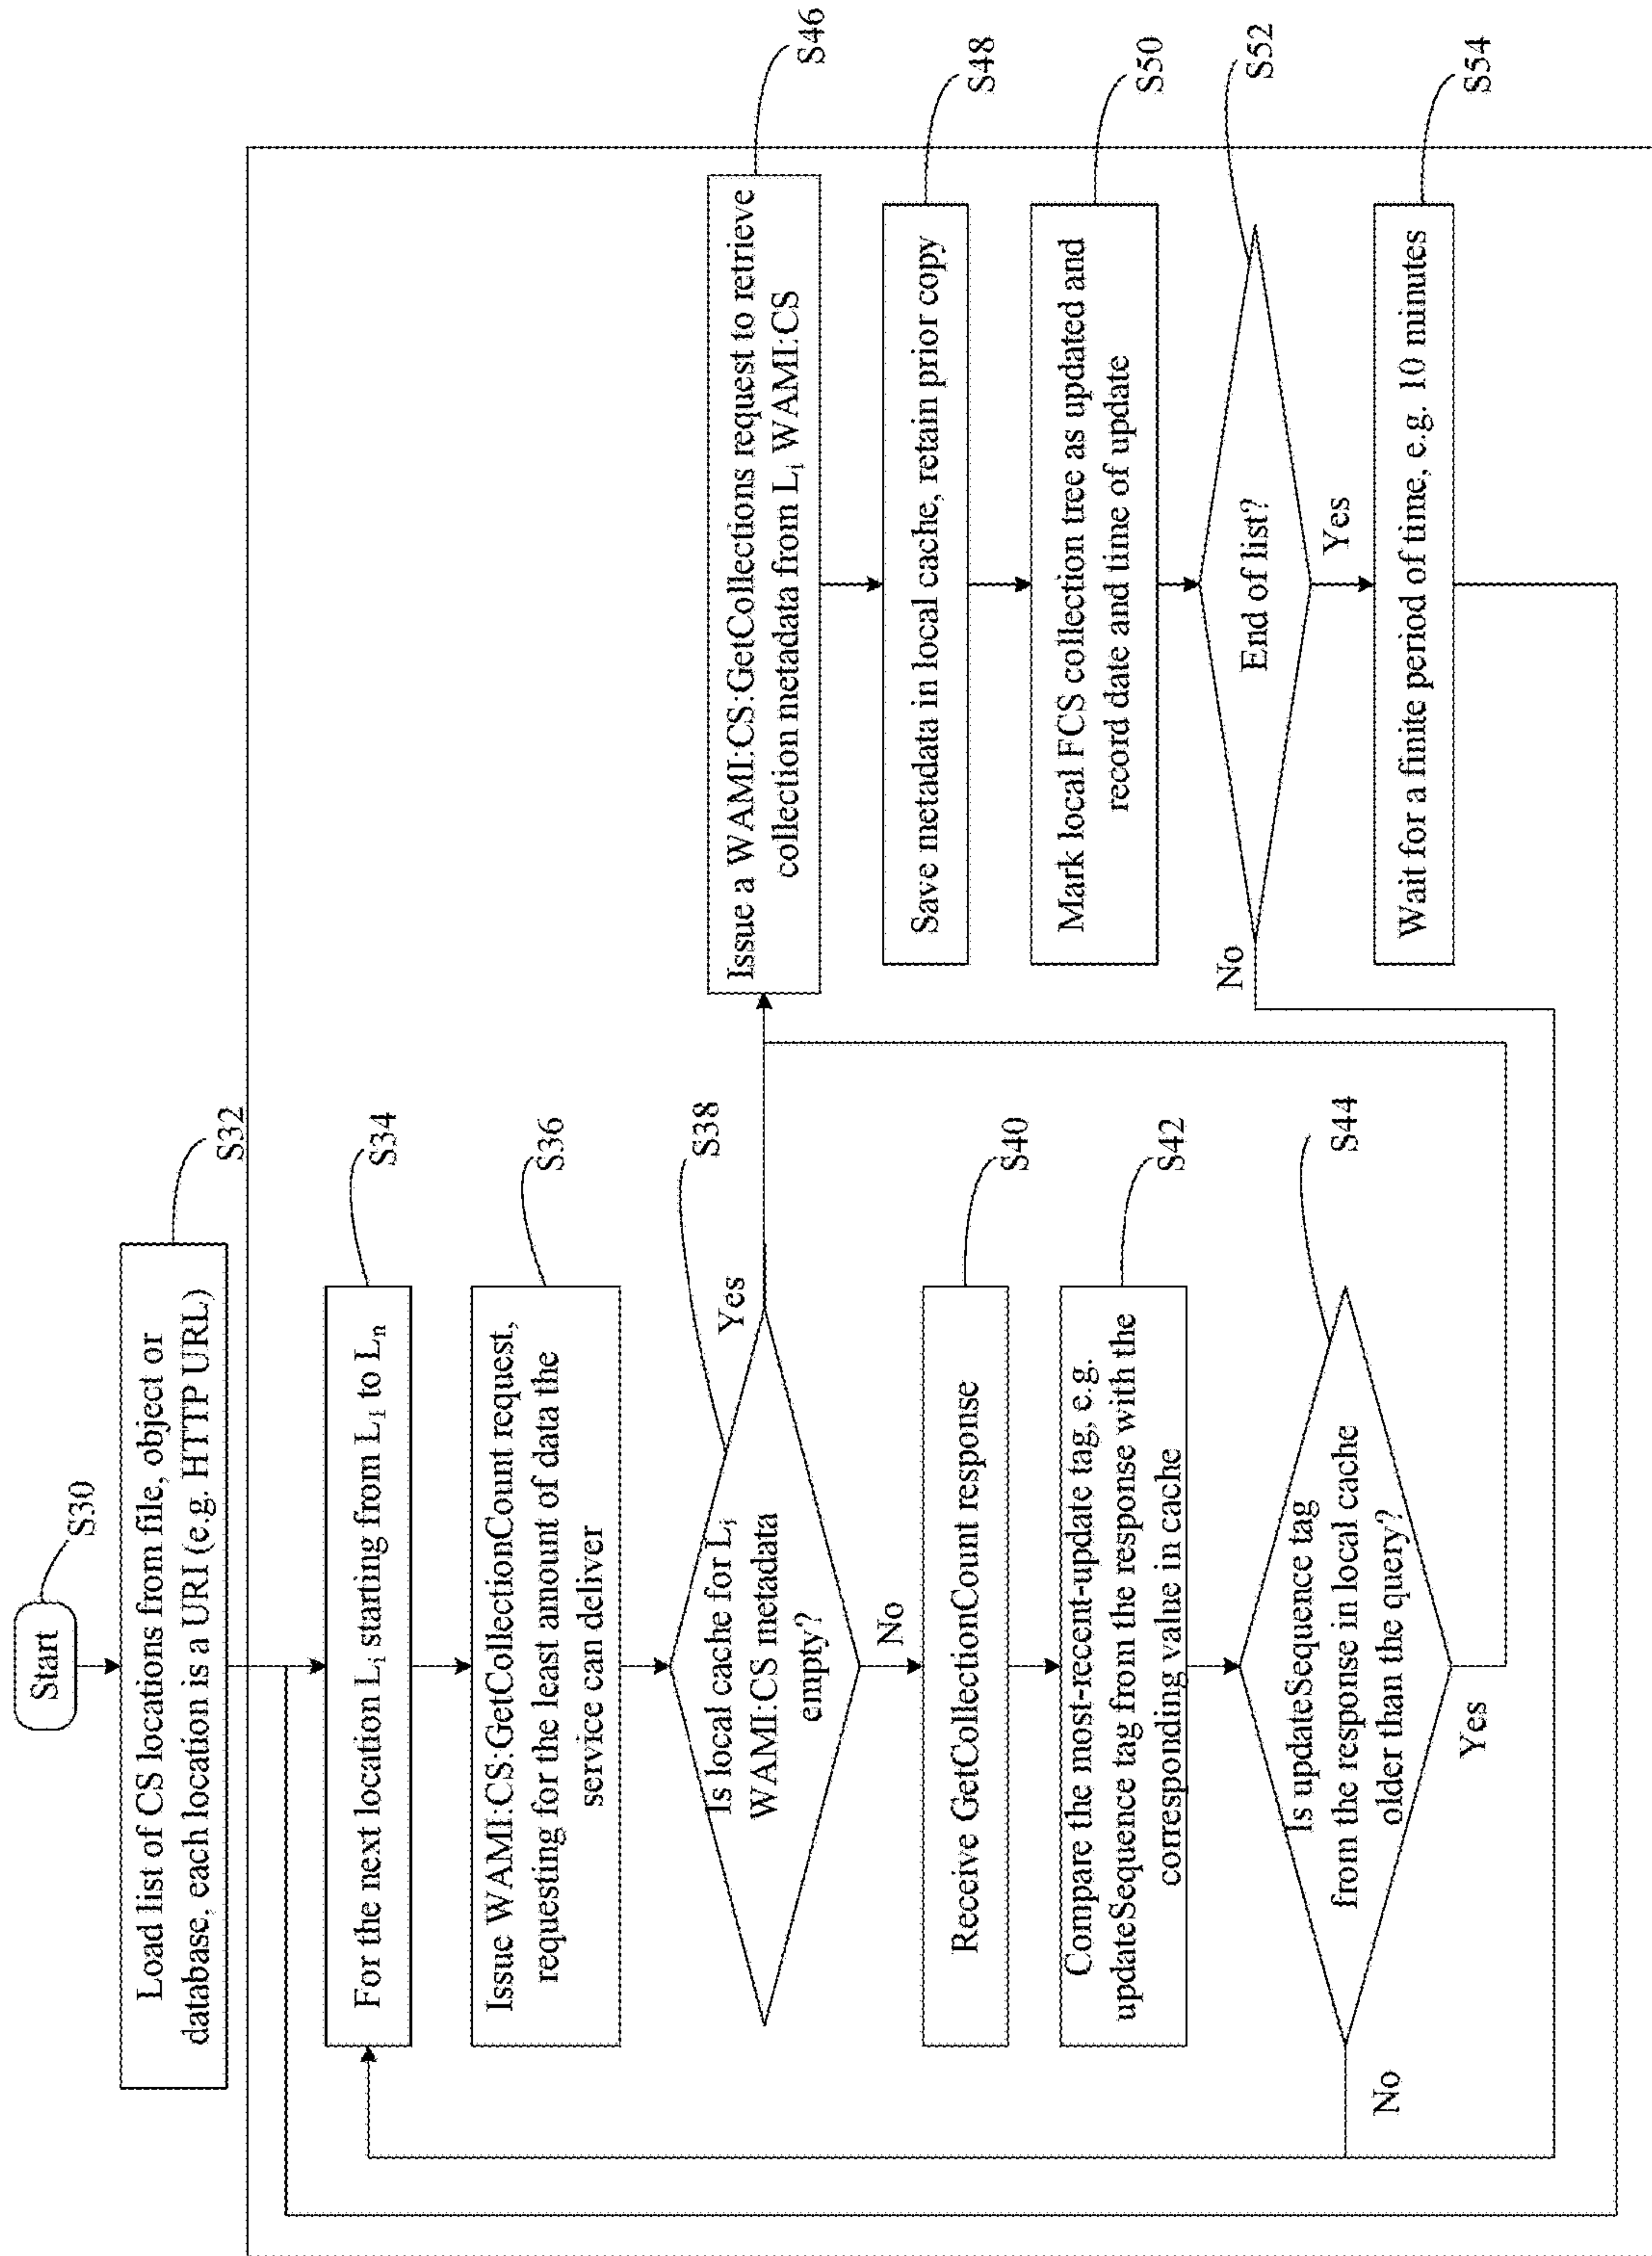 Start
S30
Load list of CS locations from file, object or
database, each location is a URI (e.g. HTTP URL)
S32
For the next location Li starting from L1 to Ln
S34
Issue WAMI:CS:GetCollectionCount request,
requesting for the least amount of data the
service can deliver
S36
Is local cache for Li
WAMI:CS metadata
empty?
S38
Yes
No
Receive GetCollectionCount response
S40
Compare the most-recent-update tag, e.g.
updateSequence tag from the response with the
corresponding value in cache
S42
Is updateSequence tag
from the response in local cache
older than the query?
S44
No
Yes
Issue a WAMI:CS:GetCollections request to retrieve
collection metadata from Li WAMI:CS
S46
Save metadata in local cache, retain prior copy
S48
Mark local FCS collection tree as updated and
record date and time of update
S50
End of list?
S52
No
Yes
Wait for a finite period of time, e.g. 10 minutes
S54